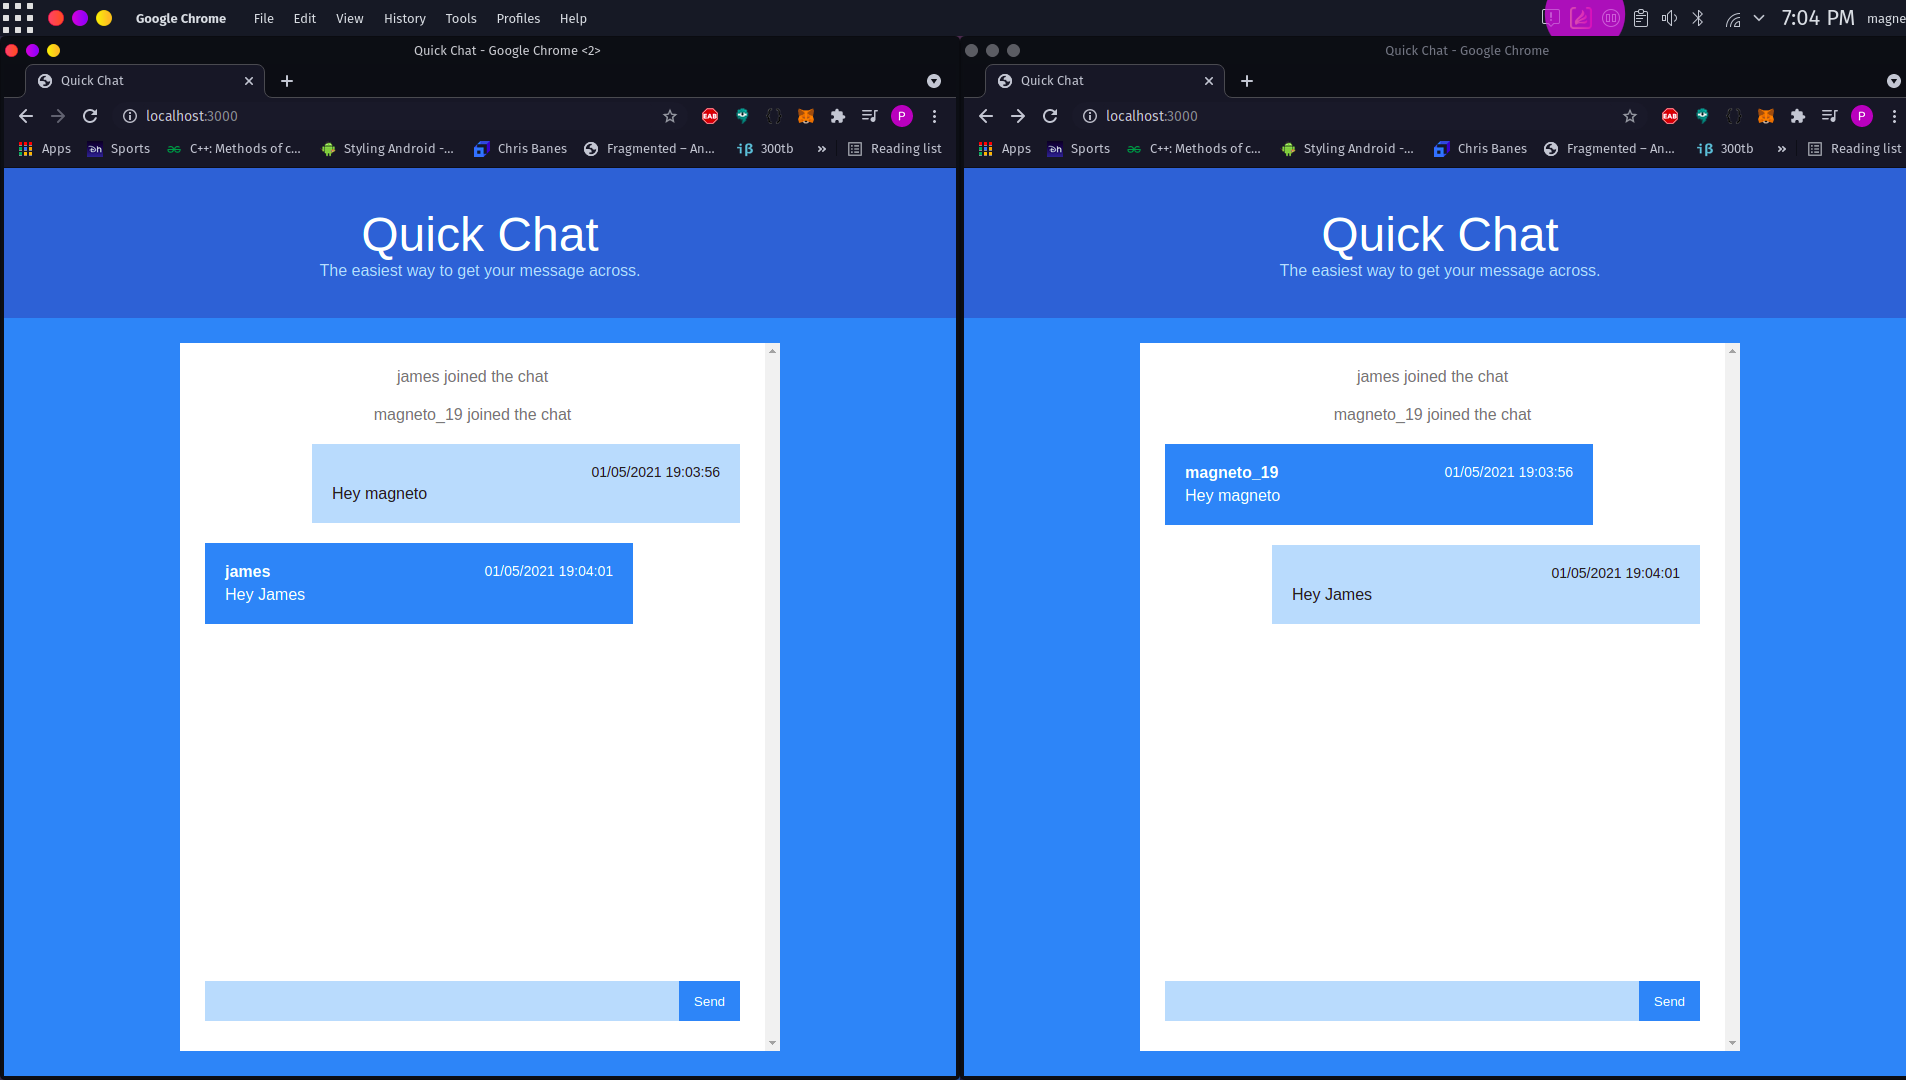 Google Chrome File Edit View History Tools Profiles Help 7:04 PM magne
Quick Chat - Google Chrome <2>
Quick Chat
localhost:3000
EAB
P
Apps Sports C++: Methods of c... Styling Android -... Chris Banes Fragmented – An... iβ 300tb » Reading list
Quick Chat
The easiest way to get your message across.
james joined the chat
magneto_19 joined the chat
01/05/2021 19:03:56
Hey magneto
james 01/05/2021 19:04:01
Hey James
Send
Quick Chat - Google Chrome
Quick Chat
localhost:3000
EAB
P
Apps Sports C++: Methods of c... Styling Android -... Chris Banes Fragmented – An... iβ 300tb » Reading list
Quick Chat
The easiest way to get your message across.
james joined the chat
magneto_19 joined the chat
magneto_19 01/05/2021 19:03:56
Hey magneto
01/05/2021 19:04:01
Hey James
Send